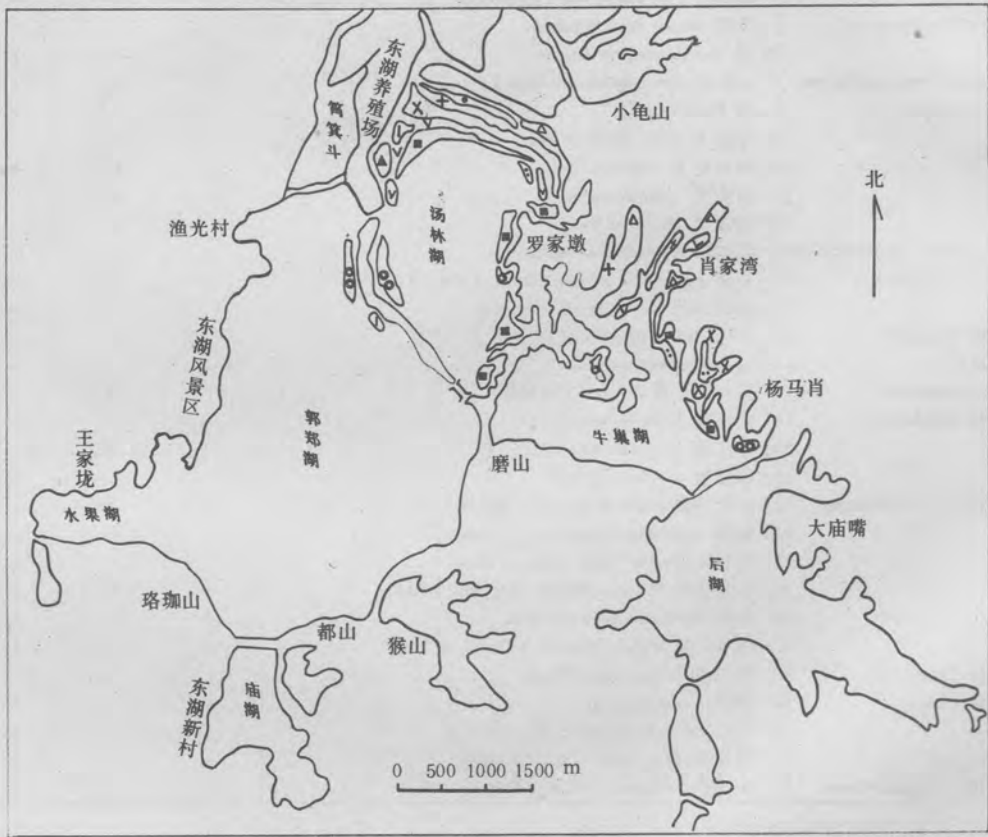 东湖养殖场
筲箕斗
小龟山
北
渔光村
汤林湖
罗家墩
肖家湾
东湖风景区
郭郑湖
杨马肖
牛巢湖
磨山
王家垅
水果湖
大庙嘴
后湖
珞珈山
都山
猴山
庙湖
东湖新村
0 500 1000 1500 m